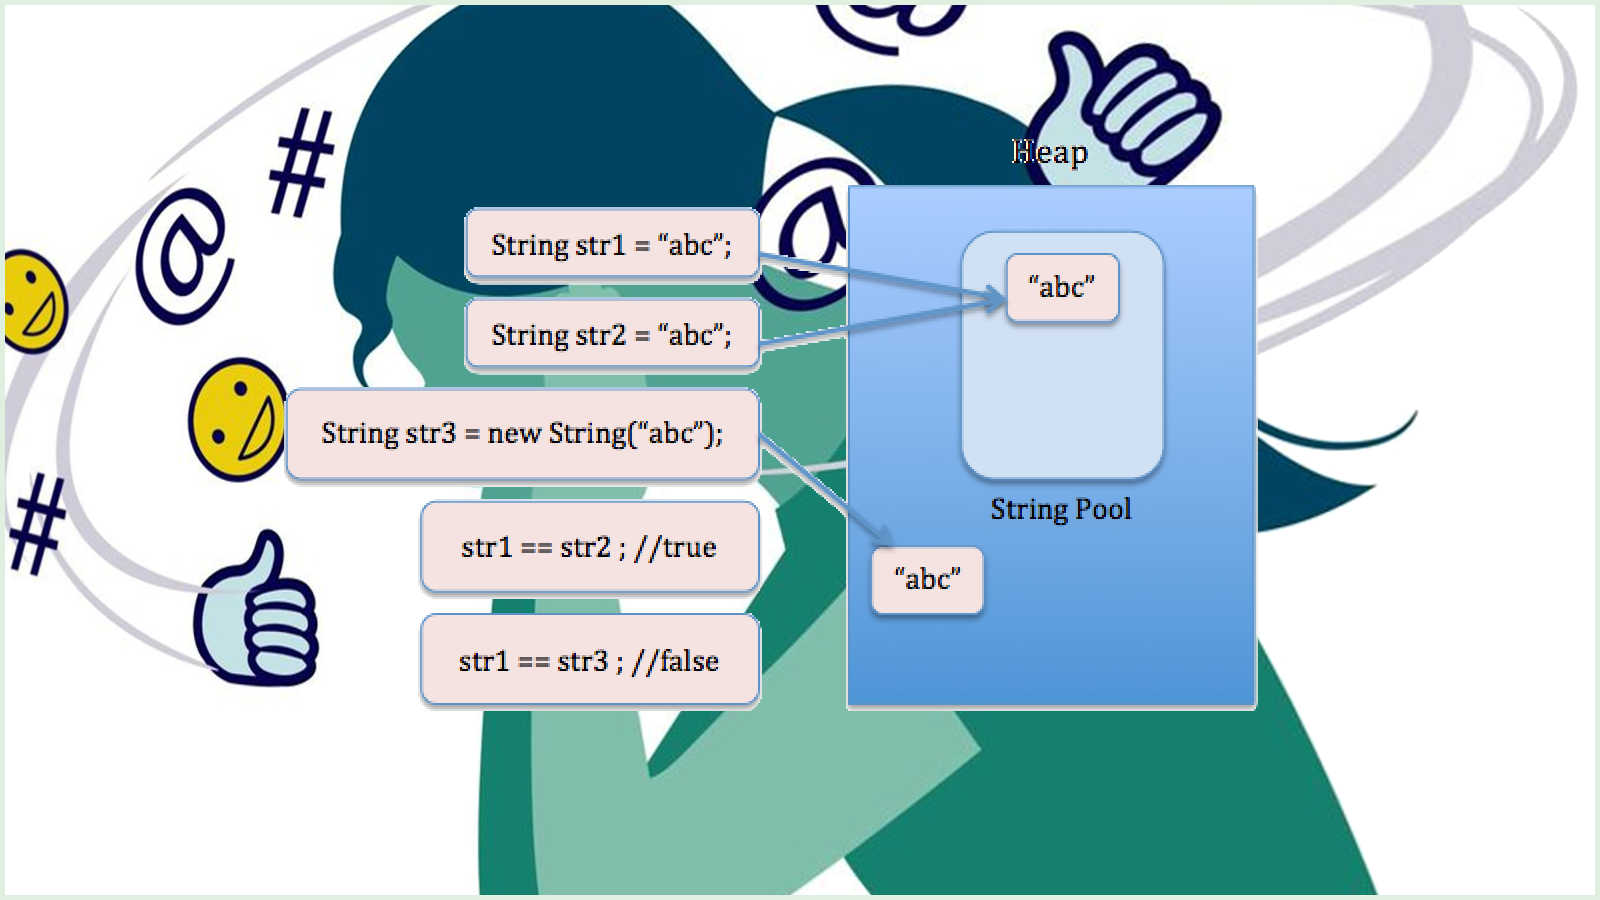 Heap
String str1 = “abc”;
“abc”
String str2 = “abc”;
String str3 = new String(“abc”);
String Pool
str1 == str2 ; //true
“abc”
str1 == str3 ; //false
#
@
@
#
@